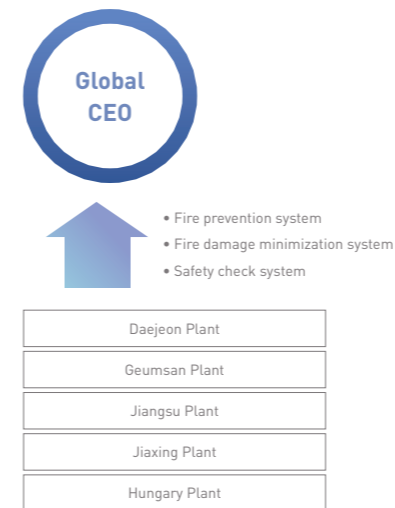 Global
CEO
• Fire prevention system
• Fire damage minimization system
• Safety check system
Daejeon Plant
Geumsan Plant
Jiangsu Plant
Jiaxing Plant
Hungary Plant